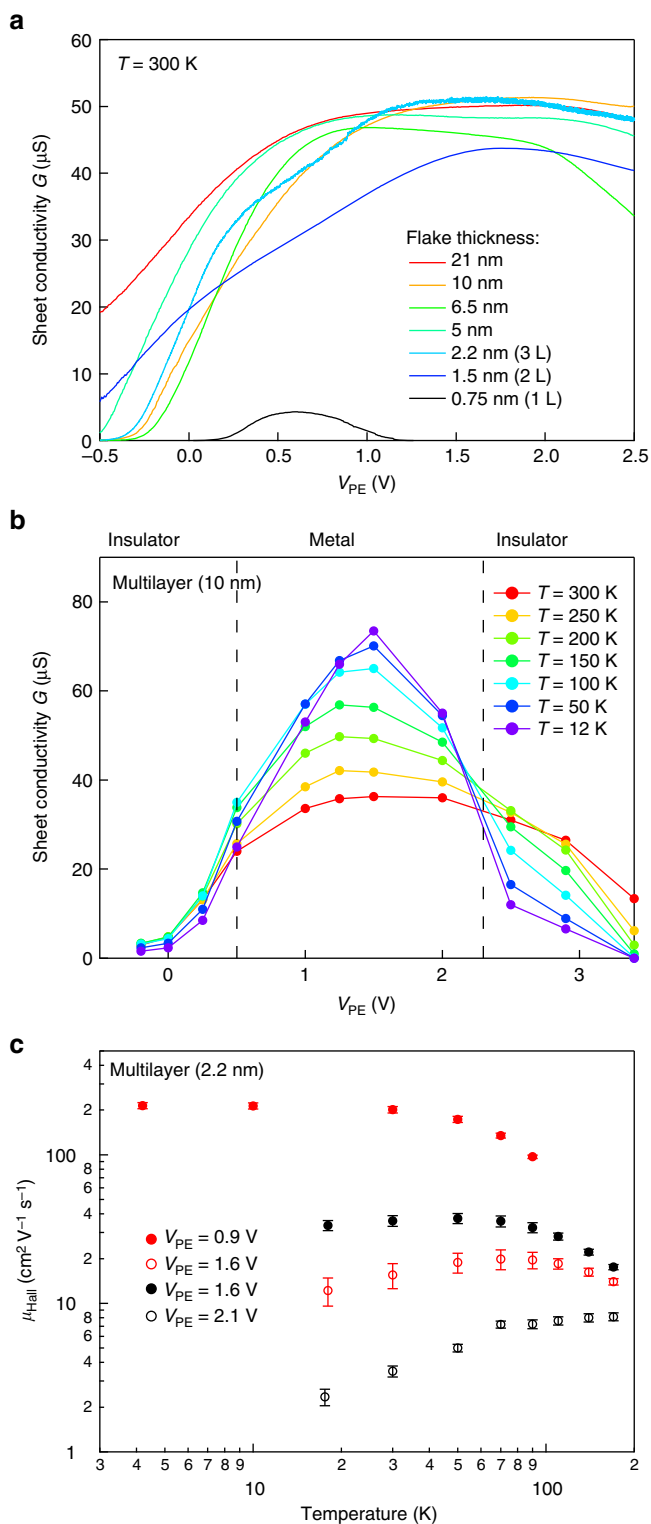 a
T = 300 K
60
50
40
30
20
10
0
Sheet conductivity G (µS)
Flake thickness:
21 nm
10 nm
6.5 nm
5 nm
2.2 nm (3 L)
1.5 nm (2 L)
0.75 nm (1 L)
–0.5 0.0 0.5 1.0 1.5 2.0 2.5
VPE (V)
b
Insulator Metal Insulator
Multilayer (10 nm)
80
60
40
20
0
Sheet conductivity G (µS)
T = 300 K
T = 250 K
T = 200 K
T = 150 K
T = 100 K
T = 50 K
T = 12 K
0 1 2 3
VPE (V)
c
Multilayer (2.2 nm)
4
2
100
8
6
4
2
10
8
6
4
2
1
µHall (cm2 V–1 s–1)
VPE = 0.9 V
VPE = 1.6 V
VPE = 1.6 V
VPE = 2.1 V
3 4 5 6 7 8 9 2 3 4 5 6 7 8 9 2
10 100
Temperature (K)